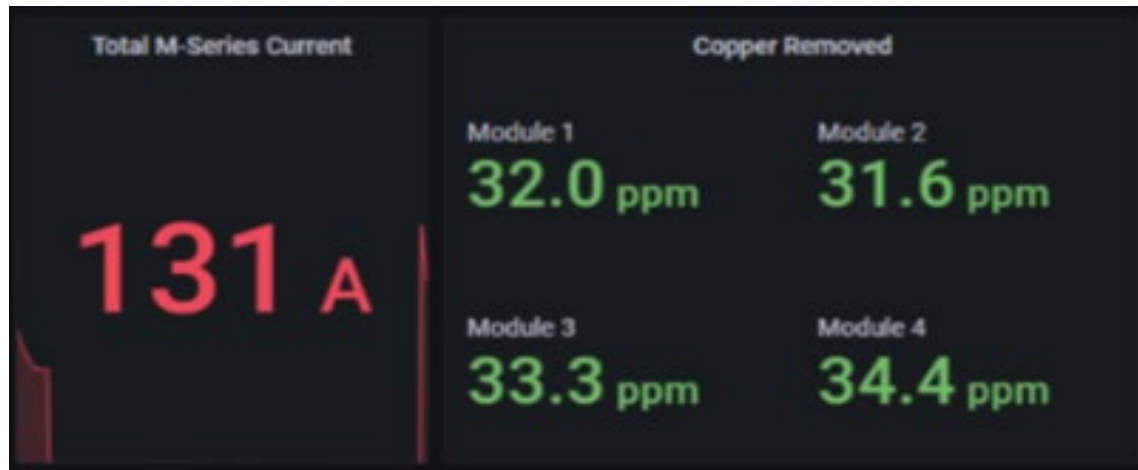 Total M-Series Current
131 A
Copper Removed
Module 1
32.0 ppm
Module 2
31.6 ppm
Module 3
33.3 ppm
Module 4
34.4 ppm